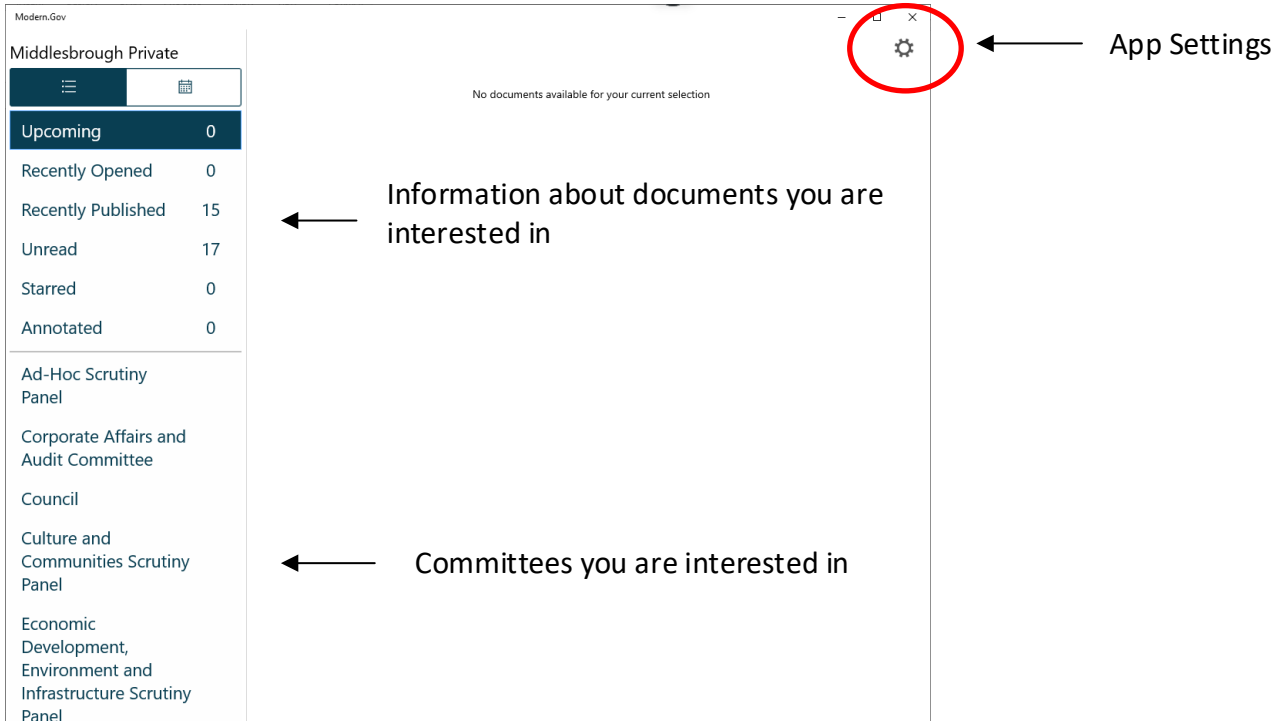 Modern.Gov
Middlesbrough Private
App Settings
No documents available for your current selection
Upcoming 0
Recently Opened 0
Recently Published 15
Unread 17
Starred 0
Annotated 0
Information about documents you are
interested in
Ad-Hoc Scrutiny
Panel
Corporate Affairs and
Audit Committee
Council
Culture and
Communities Scrutiny
Panel
Committees you are interested in
Economic
Development,
Environment and
Infrastructure Scrutiny
Panel